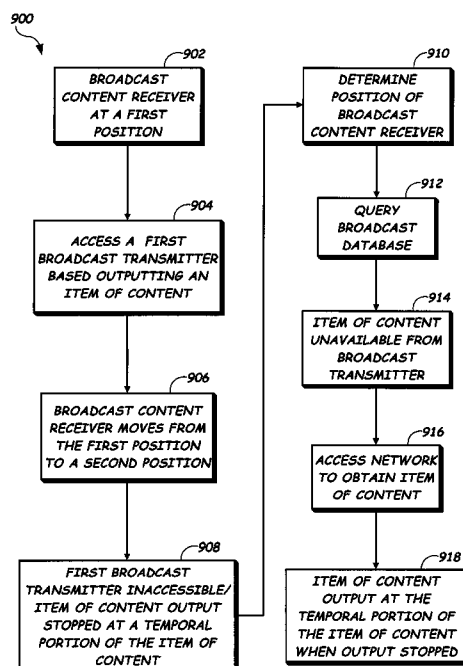 900
902
BROADCAST
CONTENT RECEIVER
AT A FIRST
POSITION
904
ACCESS A FIRST
BROADCAST TRANSMITTER
BASED OUTPUTTING AN
ITEM OF CONTENT
906
BROADCAST CONTENT
RECEIVER MOVES FROM
THE FIRST POSITION
TO A SECOND POSITION
908
FIRST BROADCAST
TRANSMITTER INACCESSIBLE/
ITEM OF CONTENT OUTPUT
STOPPED AT A TEMPORAL
PORTION OF THE ITEM OF
CONTENT
910
DETERMINE
POSITION OF
BROADCAST
CONTENT RECEIVER
912
QUERY
BROADCAST
DATABASE
914
ITEM OF CONTENT
UNAVAILABLE FROM
BROADCAST
TRANSMITTER
916
ACCESS NETWORK
TO OBTAIN ITEM
OF CONTENT
918
ITEM OF CONTENT
OUTPUT AT THE
TEMPORAL PORTION
OF THE ITEM OF
CONTENT
WHEN OUTPUT STOPPED